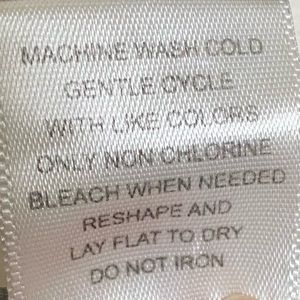 MACHINE WASH COLD
GENTLE CYCLE
WITH LIKE COLORS
ONLY NON CHLORINE
BLEACH WHEN NEEDED
RESHAPE AND
LAY FLAT TO DRY
DO NOT IRON